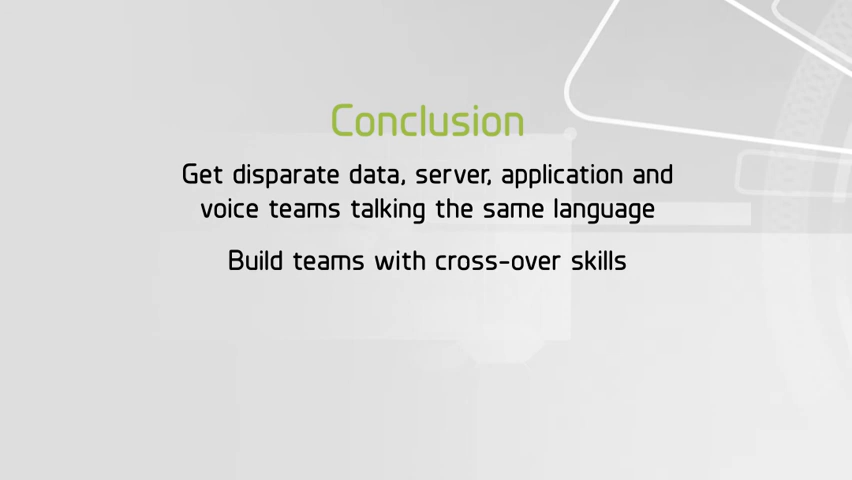 Conclusion
Get disparate data, server, application and
voice teams talking the same language
Build teams with cross-over skills